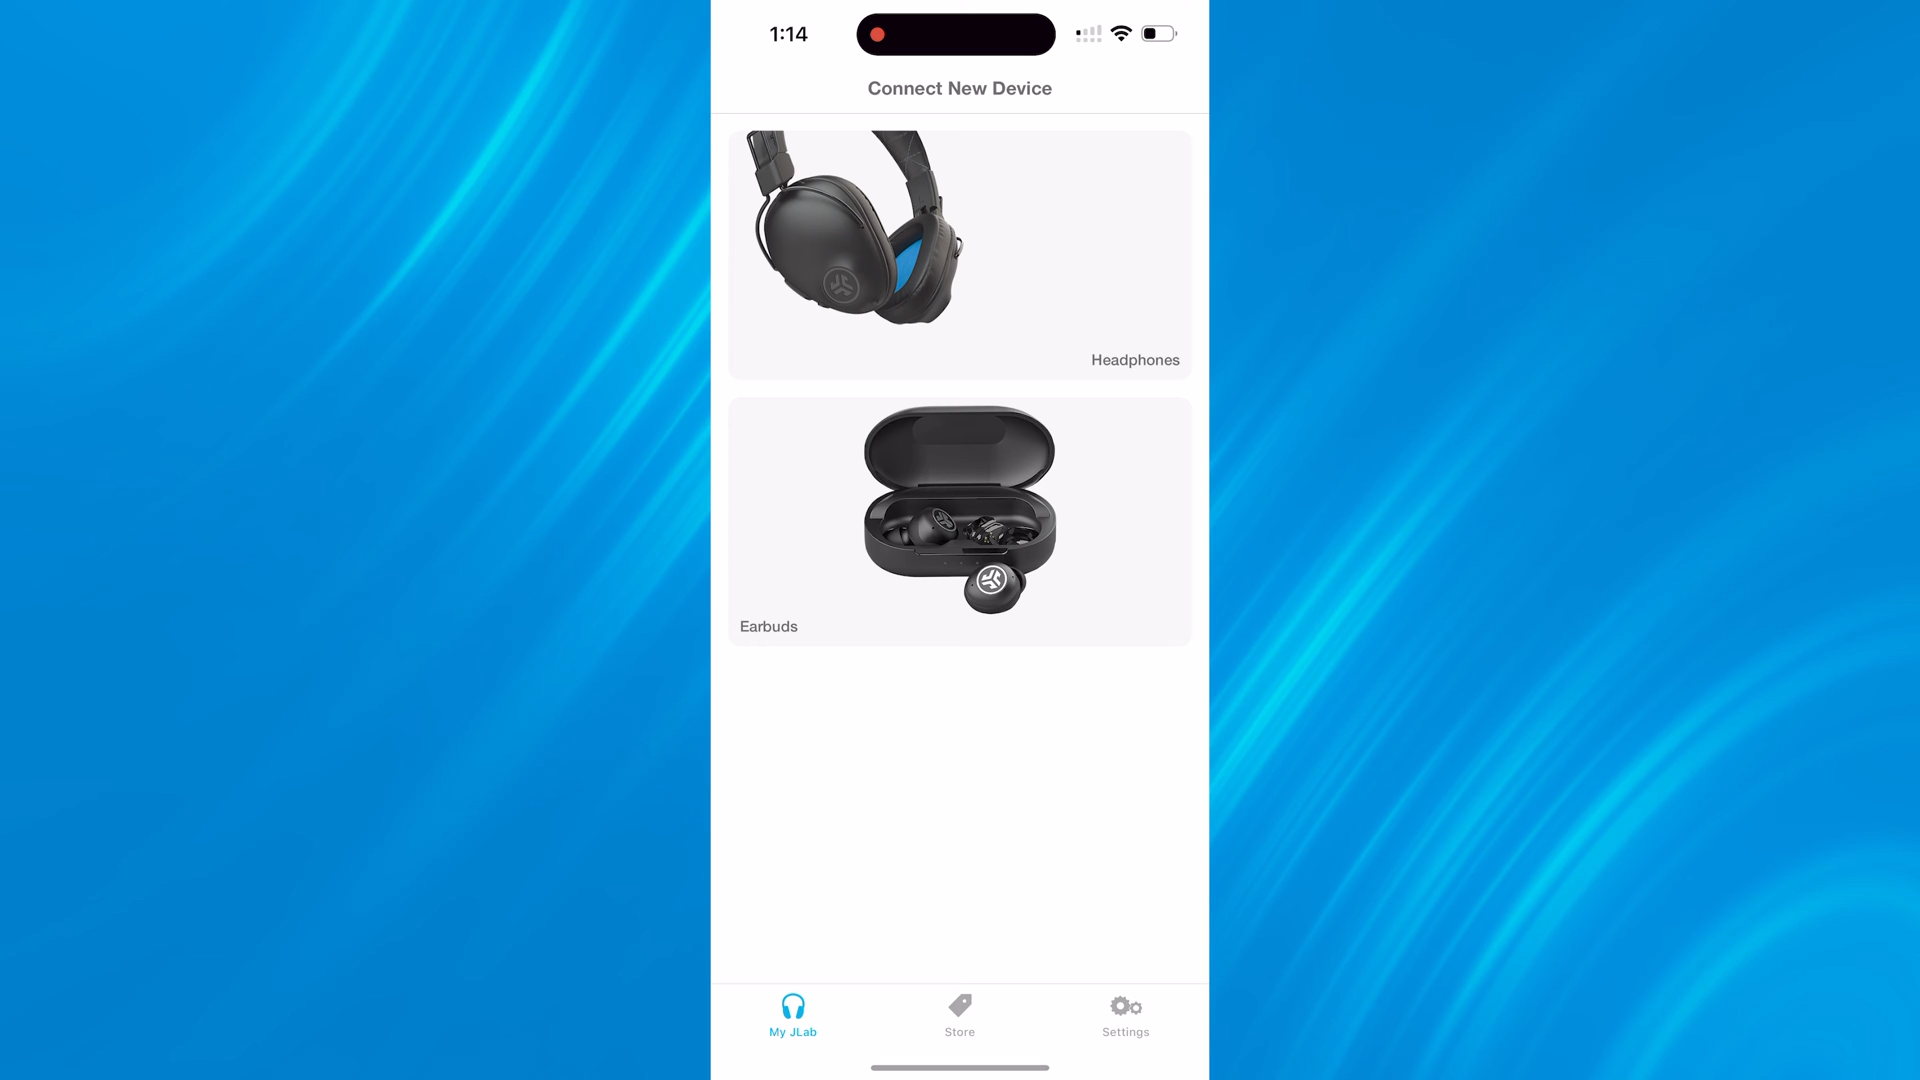 1:14
Connect New Device
Headphones
Earbuds
My JLab
Store
Settings